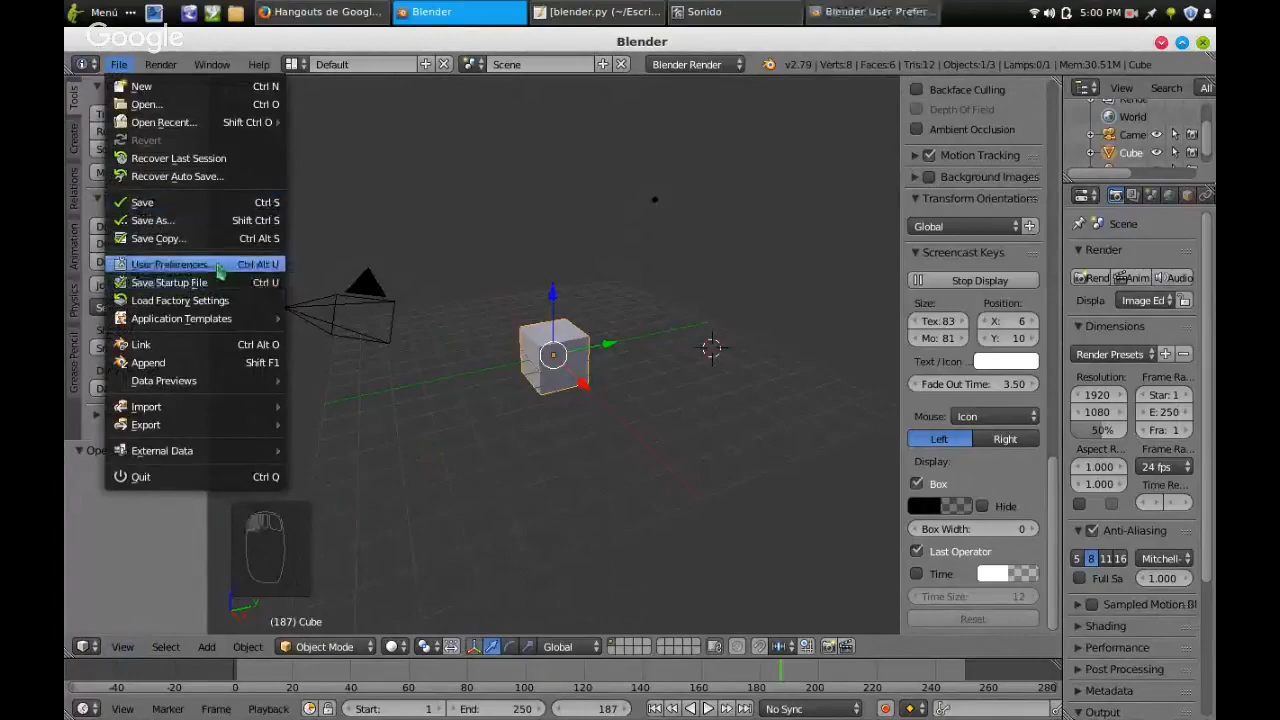 Menú
Hangouts de Googl...
Blender
[blender.py (~/Escri...
Sonido
Blender User Prefer...
5:00 PM
Google
Blender
File
Render
Window
Help
Default
Scene
Blender Render
v2.79 | Verts:8 | Faces:6 | Tris:12 | Objects:1/3 | Lamps:0/1 | Mem:30.51M | Cube
New Ctrl N
Open... Ctrl O
Open Recent... Shift Ctrl O
Revert
Recover Last Session
Recover Auto Save...
Save Ctrl S
Save As... Shift Ctrl S
Save Copy... Ctrl Alt S
User Preferences... Ctrl Alt U
Save Startup File Ctrl U
Load Factory Settings
Application Templates
Link Ctrl Alt O
Append Shift F1
Data Previews
Import
Export
External Data
Quit Ctrl Q
Tools
Create
Relations
Animation
Physics
Grease Pencil
(187) Cube
Backface Culling
Depth Of Field
Ambient Occlusion
Motion Tracking
Background Images
Transform Orientation
Global
Screencast Keys
Stop Display
Size: Position:
Tex: 83 X: 6
Mo: 81 Y: 10
Text / Icon
Fade Out Time: 3.50
Mouse: Icon
Left Right
Display:
Box
Hide
Box Width: 0
Last Operator
Time
Time Size: 12
Reset
View Search All
World
Came
Cube
Scene
Render
Rend Anim Audio
Displa Image Ed
Dimensions
Render Presets
Resolution: Frame Ra
1920 Star: 1
1080 E: 250
50% Fra: 1
Aspect R... Frame Ra...
1.000 24 fps
1.000 Time Re...
Anti-Aliasing
5 8 11 16 Mitchell-
Full Sa 1.000
Sampled Motion Bl
Shading
Performance
Post Processing
Metadata
Output
View Select Add Object Object Mode Global
-40 -20 0 20 40 60 80 100 120 140 160 180 200 220 240 260 280
View Marker Frame Playback Start: 1 End: 250 187 No Sync